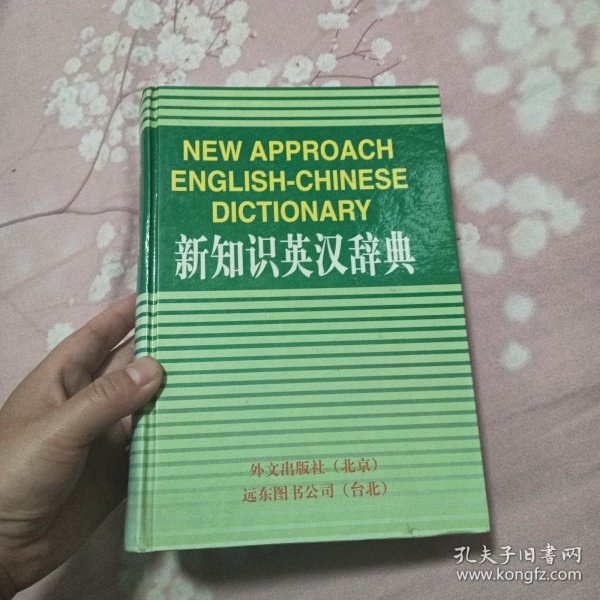 NEW APPROACH
ENGLISH-CHINESE
DICTIONARY
新知识英汉辞典
外文出版社（北京）
远东图书公司（台北）
孔夫子旧书网
www.kongfz.com